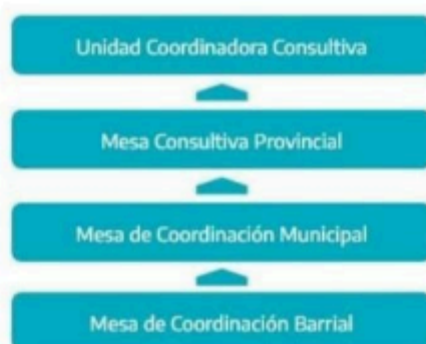 Unidad Coordinadora Consultiva
Mesa Consultiva Provincial
Mesa de Coordinación Municipal
Mesa de Coordinación Barrial